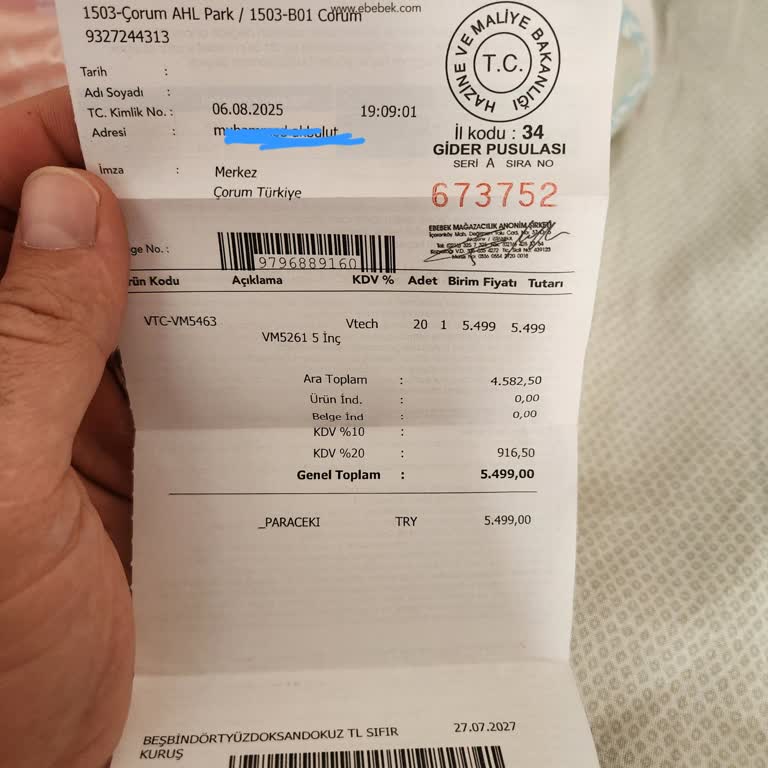 www.ebebek.com
1503-Çorum AHL Park / 1503-B01 Çorum
9327244313
T.C. HAZİNE VE MALİYE BAKANLIĞI
Tarih :
Adı Soyadı :
TC. Kimlik No. : 06.08.2025 19:09:01
Adresi :
İl kodu : 34
GİDER PUSULASI
SERİ A SIRA NO
673752
İmza : Merkez
Çorum Türkiye
EBEBEK MAĞAZACILIK ANONİM ŞİRKETİ
ge No. :
9796889160
rün Kodu Açıklama KDV % Adet Birim Fiyatı Tutarı
VTC-VM5463 Vtech 20 1 5.499 5.499
VM5261 5 İnç
Ara Toplam : 4.582,50
Ürün İnd. : 0,00
Belge İnd : 0,00
KDV %10 :
KDV %20 : 916,50
Genel Toplam : 5.499,00
_PARACEKI TRY 5.499,00
BEŞBİNDÖRTYÜZDOKSANDOKUZ TL SIFIR 27.07.2027
KURUŞ